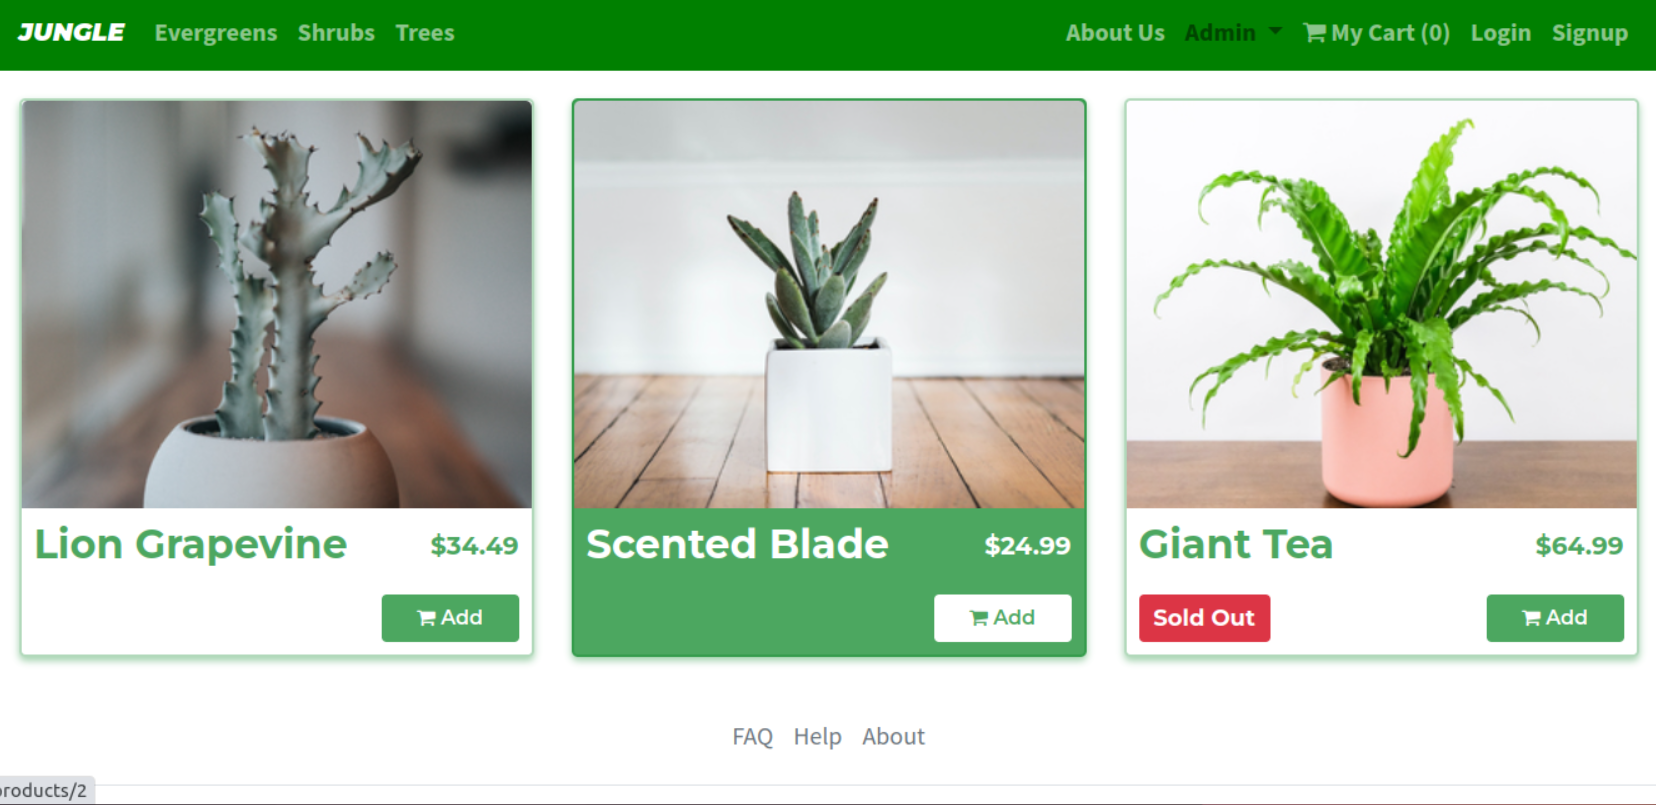 JUNGLE Evergreens Shrubs Trees About Us Admin My Cart (0) Login Signup
Lion Grapevine $34.49
Add
Scented Blade $24.99
Add
Giant Tea $64.99
Sold Out Add
FAQ Help About
roducts/2